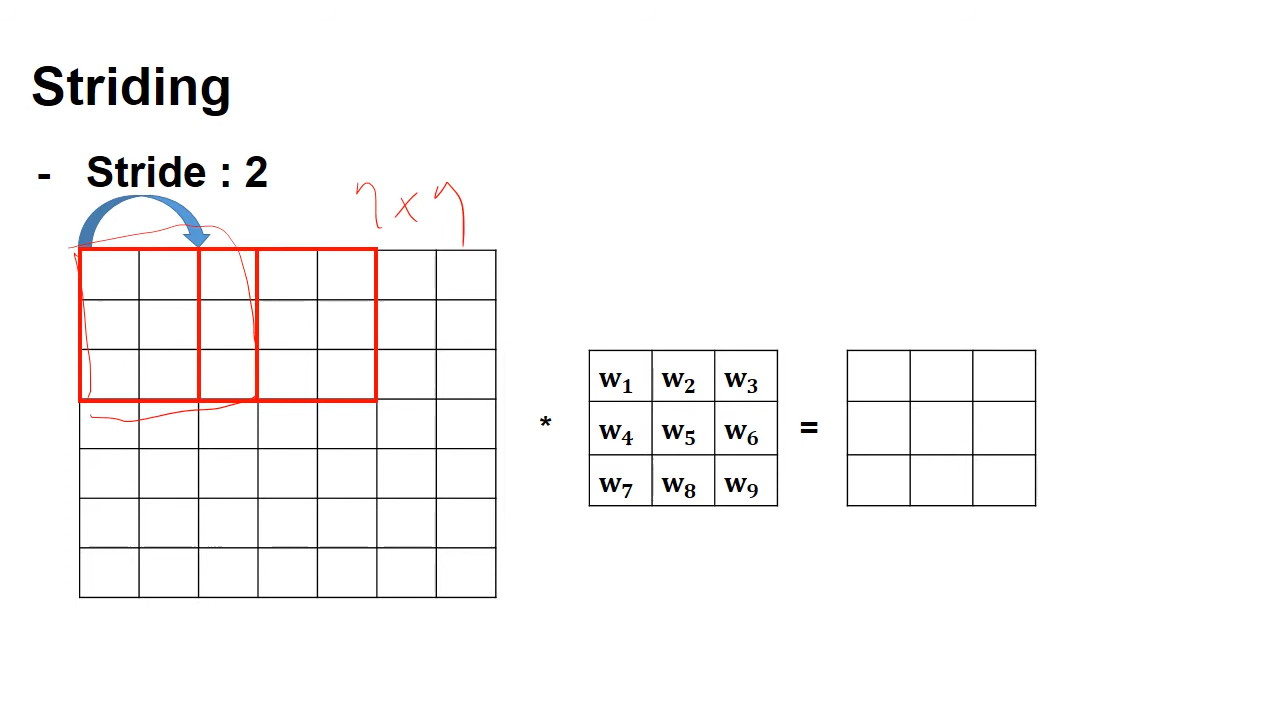 Striding
- Stride : 2
7 x 7
* =
w₁ w₂ w₃
w₄ w₅ w₆
w₇ w₈ w₉